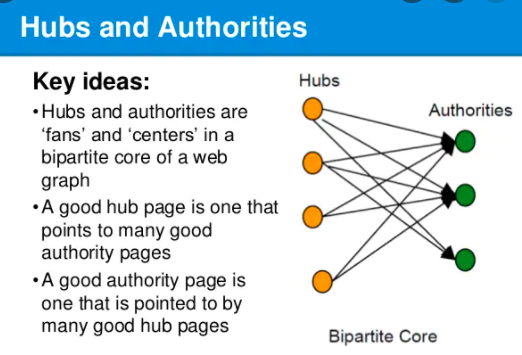 Hubs and Authorities
Key ideas:
•Hubs and authorities are
‘fans’ and ‘centers’ in a
bipartite core of a web
graph
•A good hub page is one that
points to many good
authority pages
•A good authority page is
one that is pointed to by
many good hub pages
Hubs
Authorities
Bipartite Core